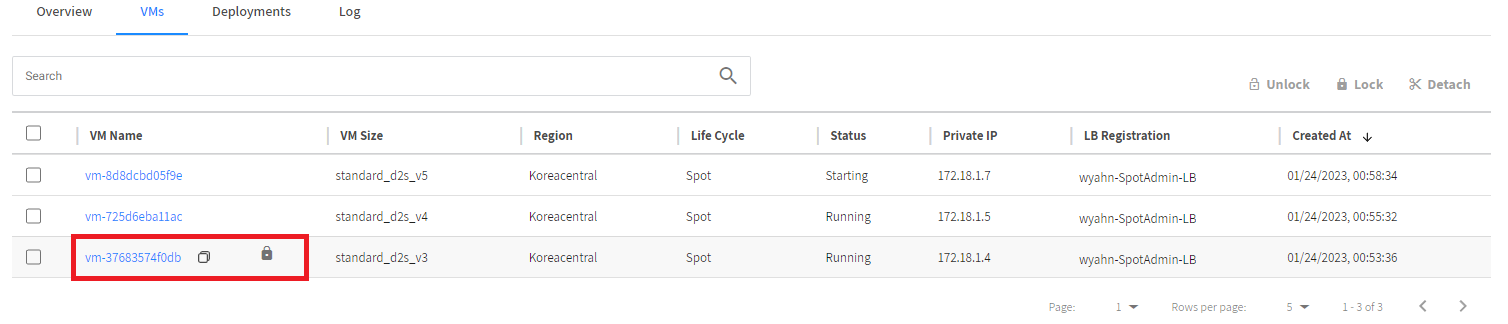 Overview VMs Deployments Log
Search
Unlock Lock Detach
VM Name VM Size Region Life Cycle Status Private IP LB Registration Created At
vm-8d8dcbd05f9e standard_d2s_v5 Koreacentral Spot Starting 172.18.1.7 wyahn-SpotAdmin-LB 01/24/2023, 00:58:34
vm-725d6eba11ac standard_d2s_v4 Koreacentral Spot Running 172.18.1.5 wyahn-SpotAdmin-LB 01/24/2023, 00:55:32
vm-37683574f0db standard_d2s_v3 Koreacentral Spot Running 172.18.1.4 wyahn-SpotAdmin-LB 01/24/2023, 00:53:36
Page: 1 Rows per page: 5 1 - 3 of 3